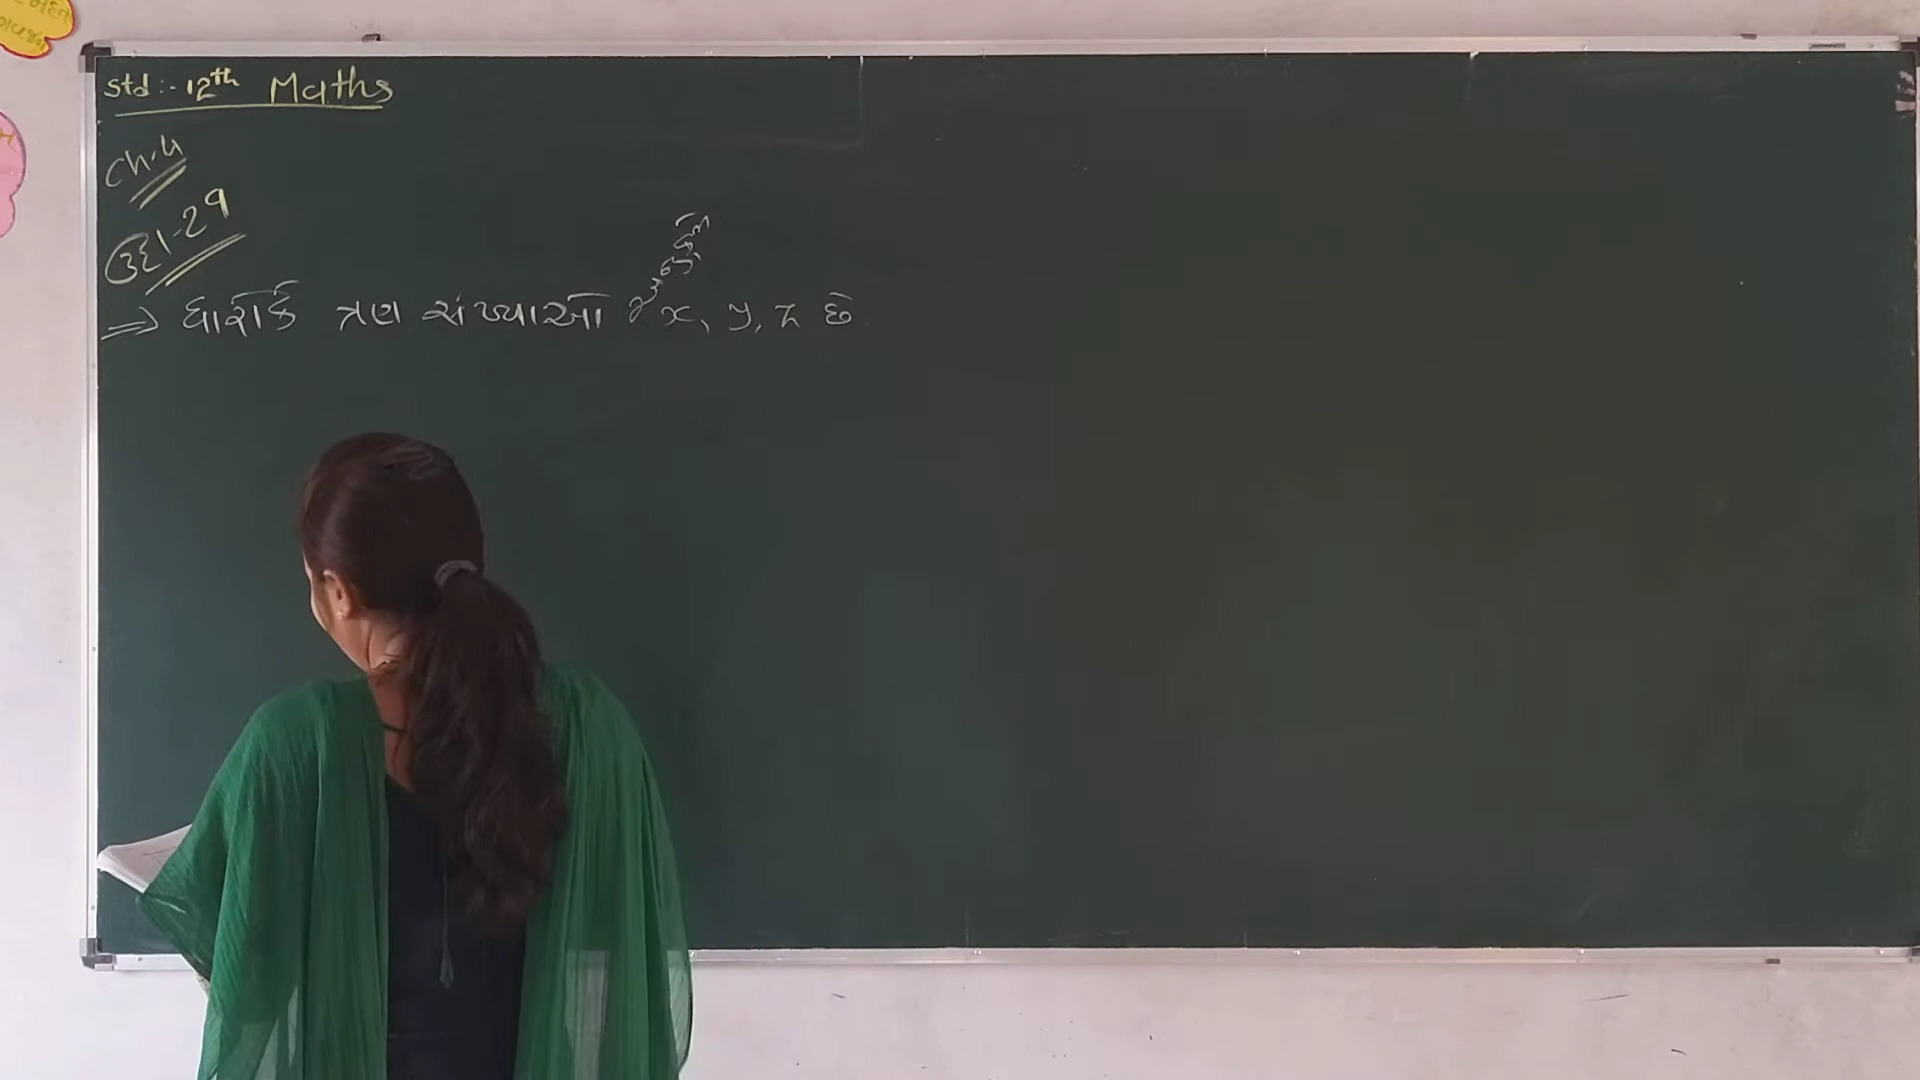 Std :- 12th Maths
Ch.4
ઉદા-29
⇒ ધારોકે ત્રણ સંખ્યાઓ x, y, z છે